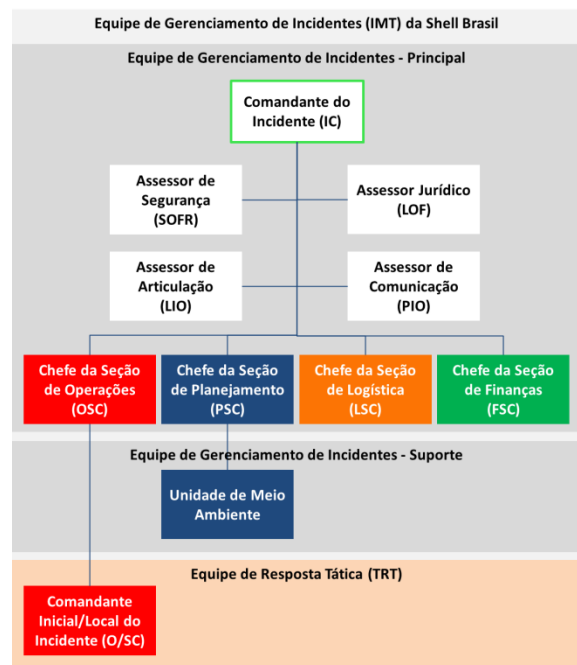 Equipe de Gerenciamento de Incidentes (IMT) da Shell Brasil
Equipe de Gerenciamento de Incidentes - Principal
Comandante do
Incidente (IC)
Assessor de
Segurança
(SOFR)
Assessor Jurídico
(LOF)
Assessor de
Articulação
(LIO)
Assessor de
Comunicação
(PIO)
Chefe da Seção
de Operações
(OSC)
Chefe da Seção
de Planejamento
(PSC)
Chefe da Seção
de Logística
(LSC)
Chefe da Seção
de Finanças
(FSC)
Equipe de Gerenciamento de Incidentes - Suporte
Unidade de Meio
Ambiente
Equipe de Resposta Tática (TRT)
Comandante
Inicial/Local do
Incidente (O/SC)